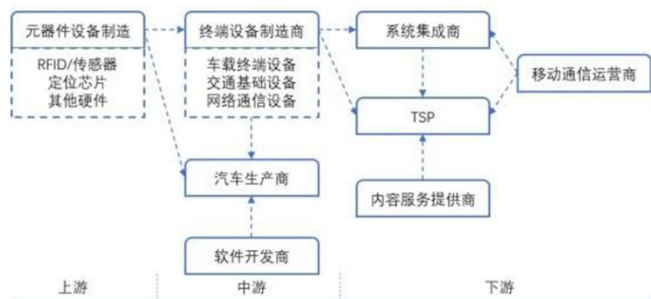 元器件设备制造
RFID/传感器
定位芯片
其他硬件
终端设备制造商
车载终端设备
交通基础设备
网络通信设备
系统集成商
移动通信运营商
TSP
汽车生产商
内容服务提供商
软件开发商
上游
中游
下游